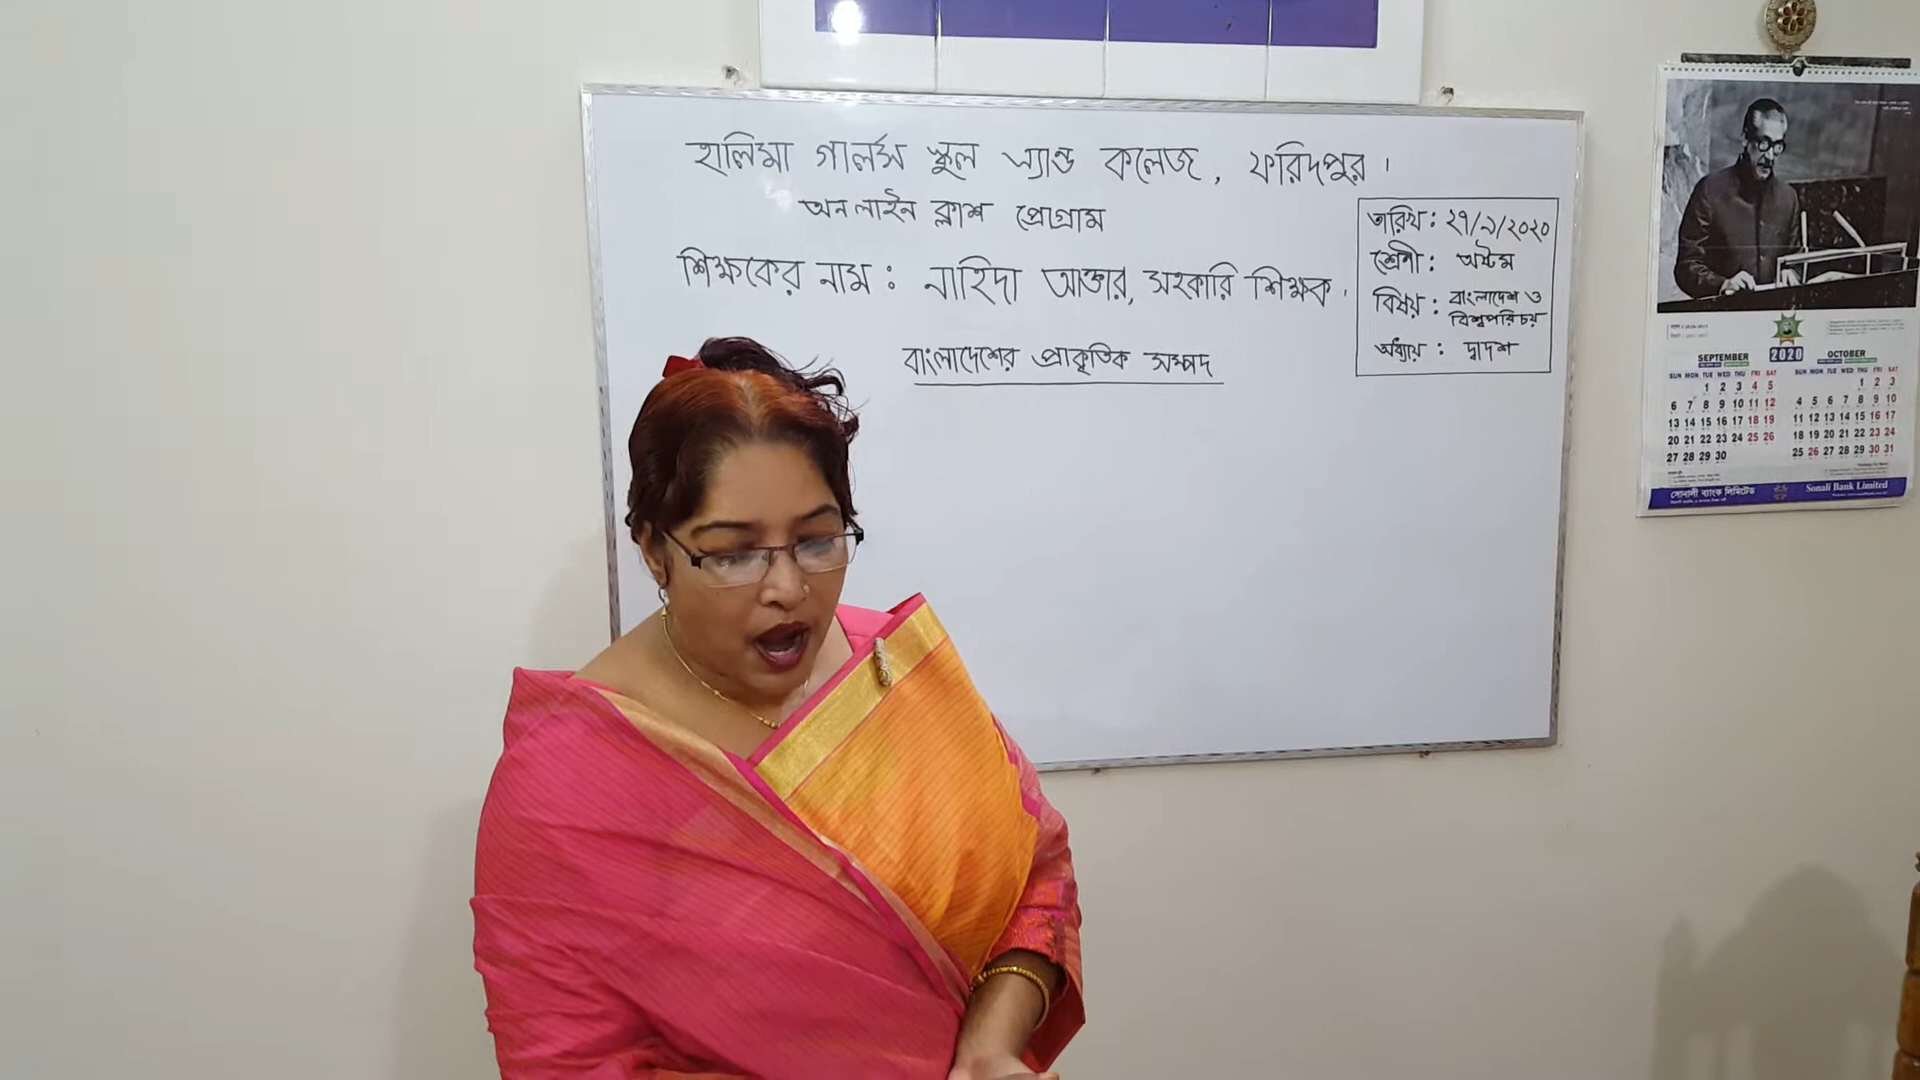 হালিমা গার্লস স্কুল এ্যান্ড কলেজ, ফরিদপুর।
অনলাইন ক্লাশ প্রোগ্রাম
শিক্ষকের নাম : নাহিদা আক্তার, সহকারি শিক্ষক।
বাংলাদেশের প্রাকৃতিক সম্পদ
তারিখ : ২৭/৯/২০২০
শ্রেণী : অষ্টম
বিষয় : বাংলাদেশ ও
বিশ্বপরিচয়
অধ্যায় : দ্বাদশ
SEPTEMBER 2020 OCTOBER
SUN MON TUE WED THU FRI SAT
1 2 3 4 5
6 7 8 9 10 11 12
13 14 15 16 17 18 19
20 21 22 23 24 25 26
27 28 29 30
SUN MON TUE WED THU FRI SAT
1 2 3
4 5 6 7 8 9 10
11 12 13 14 15 16 17
18 19 20 21 22 23 24
25 26 27 28 29 30 31
সোনালী ব্যাংক লিমিটেড Sonali Bank Limited